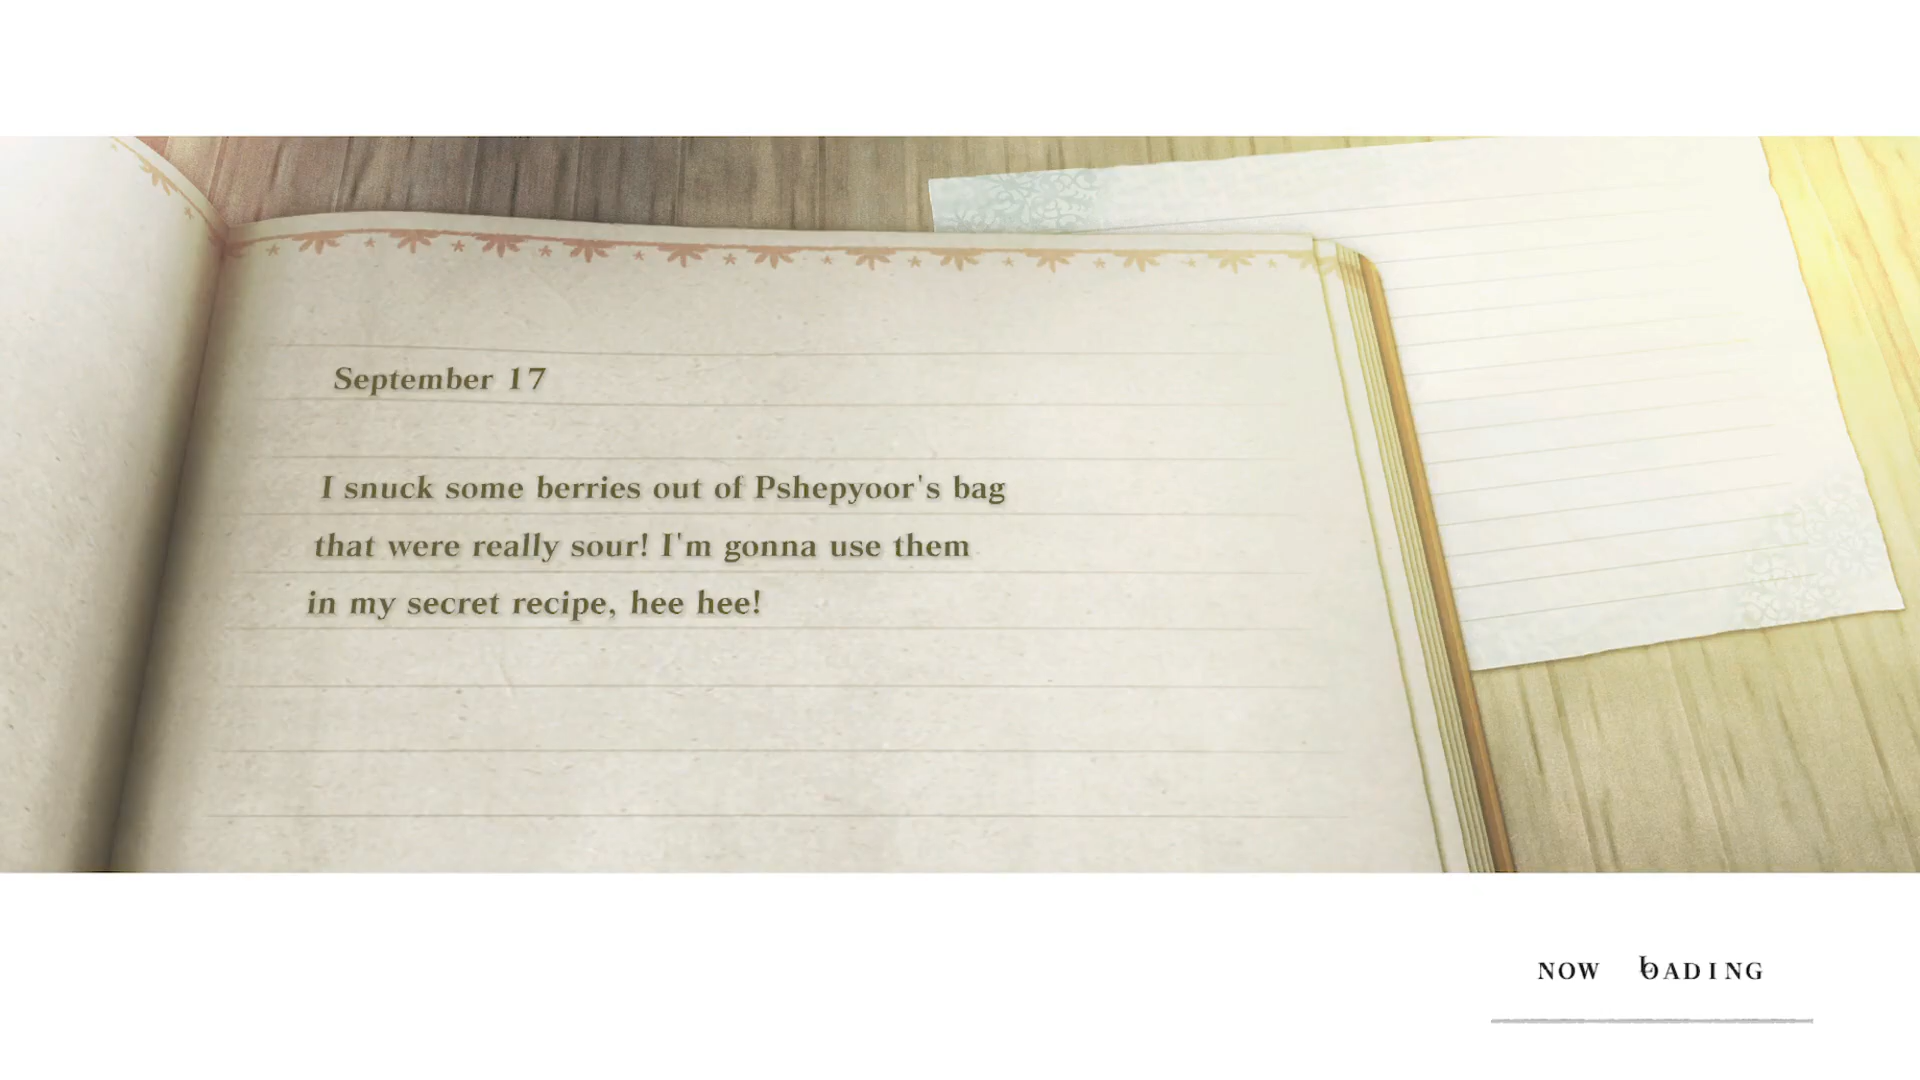 September 17
I snuck some berries out of Pshepyoor's bag
that were really sour! I'm gonna use them
in my secret recipe, hee hee!
NOW LOADING